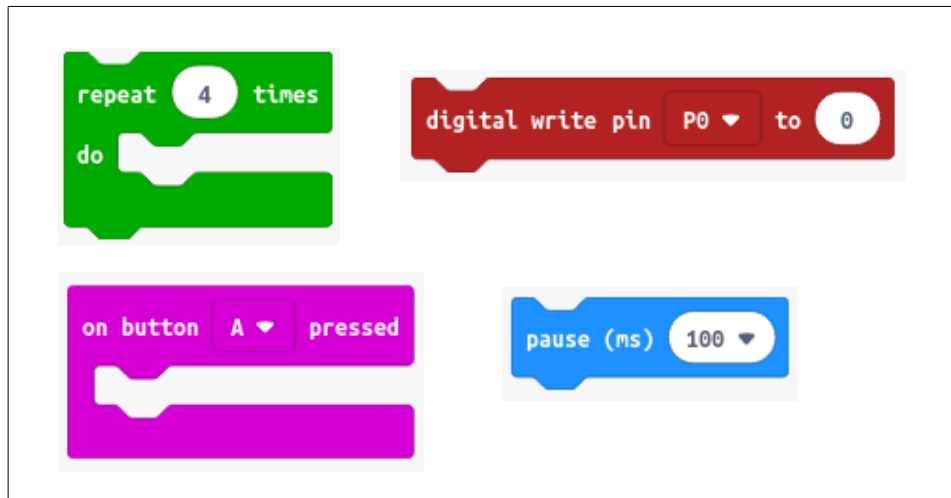 repeat 4 times
do
digital write pin P0 to 0
on button A pressed
pause (ms) 100